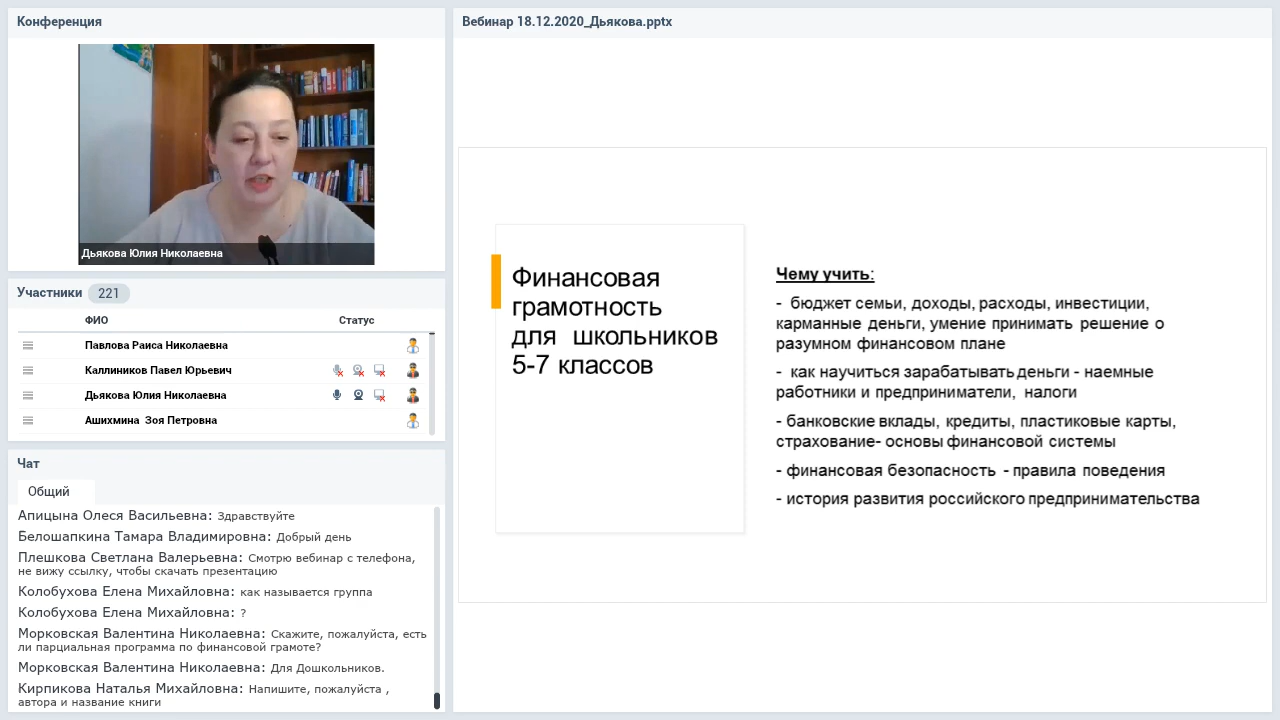 Конференция
Дьякова Юлия Николаевна
Участники 221
ФИО Статус
Павлова Раиса Николаевна
Каллиников Павел Юрьевич
Дьякова Юлия Николаевна
Ашихмина Зоя Петровна
Чат
Общий
Апицына Олеся Васильевна: Здравствуйте
Белошапкина Тамара Владимировна: Добрый день
Плешкова Светлана Валерьевна: Смотрю вебинар с телефона,
не вижу ссылку, чтобы скачать презентацию
Колобухова Елена Михайловна: как называется группа
Колобухова Елена Михайловна: ?
Морковская Валентина Николаевна: Скажите, пожалуйста, есть
ли парциальная программа по финансовой грамоте?
Морковская Валентина Николаевна: Для Дошкольников.
Кирпикова Наталья Михайловна: Напишите, пожалуйста ,
автора и название книги
Вебинар 18.12.2020_Дьякова.pptx
Финансовая
грамотность
для школьников
5-7 классов
Чему учить:
- бюджет семьи, доходы, расходы, инвестиции,
карманные деньги, умение принимать решение о
разумном финансовом плане
- как научиться зарабатывать деньги - наемные
работники и предприниматели, налоги
- банковские вклады, кредиты, пластиковые карты,
страхование- основы финансовой системы
- финансовая безопасность - правила поведения
- история развития российского предпринимательства